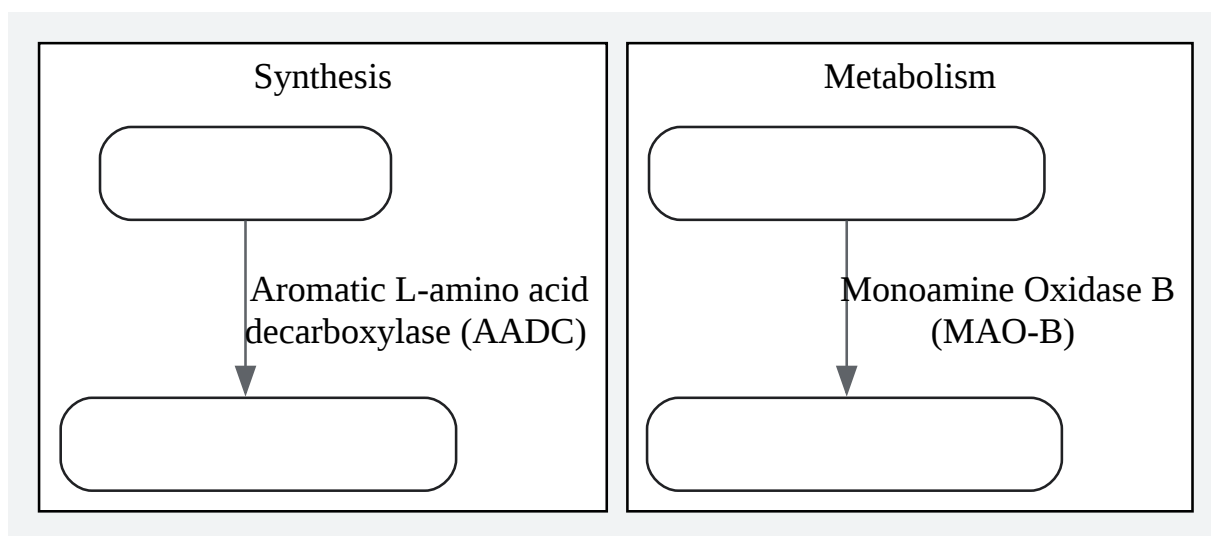 Synthesis
Aromatic L-amino acid
decarboxylase (AADC)
Metabolism
Monoamine Oxidase B
(MAO-B)